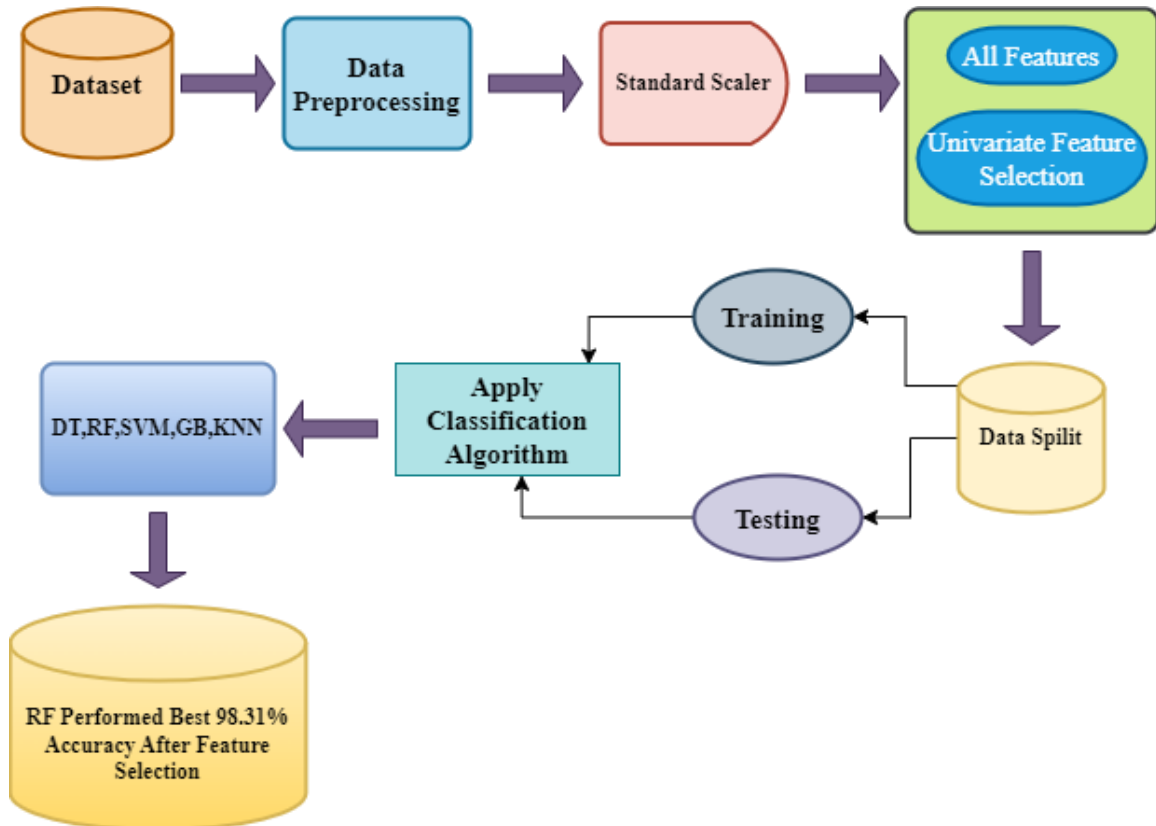 Dataset
Data
Preprocessing
Standard Scaler
All Features
Univariate Feature
Selection
Training
Apply
Classification
Algorithm
DT,RF,SVM,GB,KNN
Data Spilit
Testing
RF Performed Best 98.31%
Accuracy After Feature
Selection